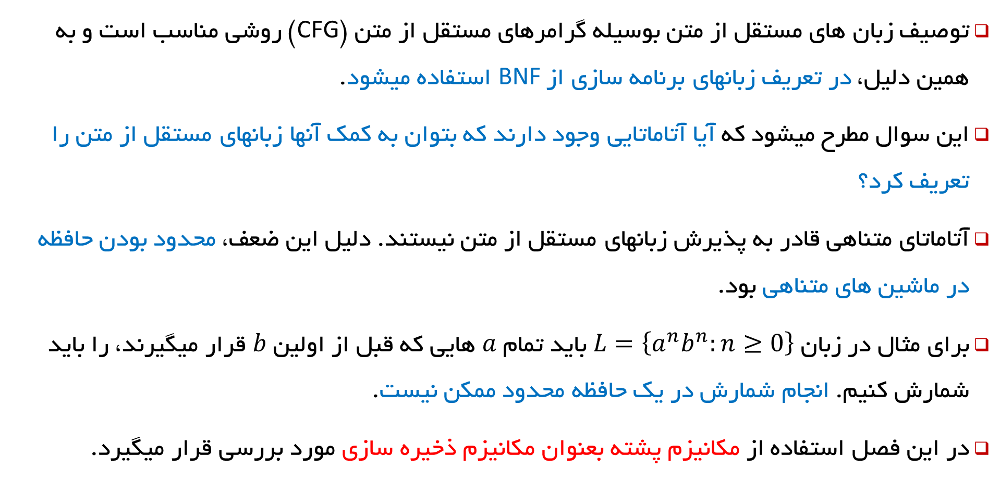 ❑ توصیف زبان های مستقل از متن بوسیله گرامرهای مستقل از متن (CFG) روشی مناسب است و به
همین دلیل، در تعریف زبانهای برنامه سازی از BNF استفاده میشود.
❑ این سوال مطرح میشود که آیا آتاماتایی وجود دارند که بتوان به کمک آنها زبانهای مستقل از متن را
تعریف کرد؟
❑ آتاماتای متناهی قادر به پذیرش زبانهای مستقل از متن نیستند. دلیل این ضعف، محدود بودن حافظه
در ماشین های متناهی بود.
❑ برای مثال در زبان L = {aⁿbⁿ: n ≥ 0} باید تمام a هایی که قبل از اولین b قرار میگیرند، را باید
شمارش کنیم. انجام شمارش در یک حافظه محدود ممکن نیست.
❑ در این فصل استفاده از مکانیزم پشته بعنوان مکانیزم ذخیره سازی مورد بررسی قرار میگیرد.